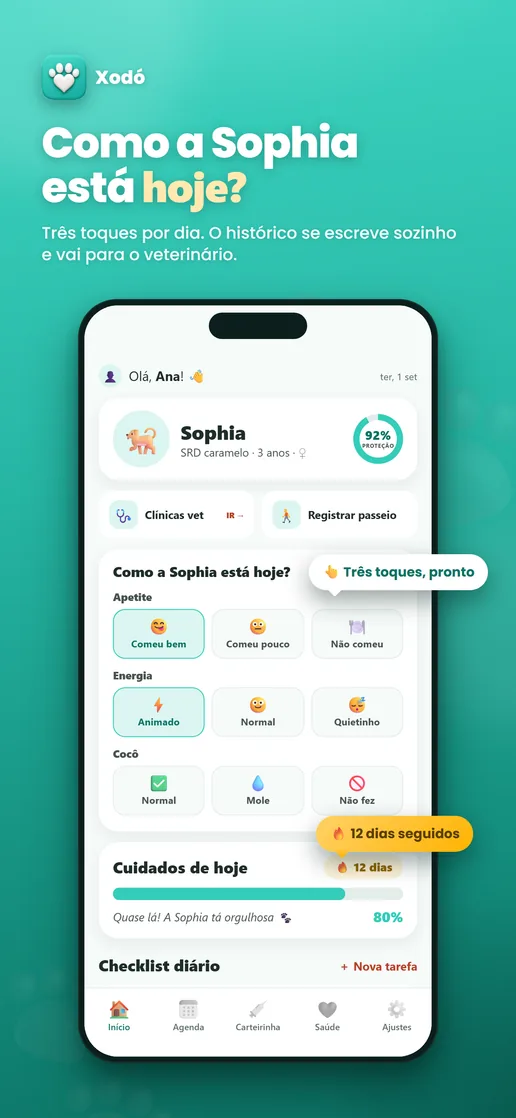 Xodó
Como a Sophia
está hoje?
Três toques por dia. O histórico se escreve sozinho
e vai para o veterinário.
Olá, Ana! 👋
ter, 1 set
Sophia
SRD caramelo · 3 anos · ♀
92%
PROTEÇÃO
Clínicas vet
IR →
Registrar passeio
Como a Sophia está hoje?
👆 Três toques, pronto
Apetite
Comeu bem
Comeu pouco
Não comeu
Energia
Animado
Normal
Quietinho
Cocô
Normal
Mole
Não fez
🔥 12 dias seguidos
Cuidados de hoje
🔥 12 dias
Quase lá! A Sophia tá orgulhosa 🐾
80%
Checklist diário
+ Nova tarefa
Início
Agenda
Carteirinha
Saúde
Ajustes